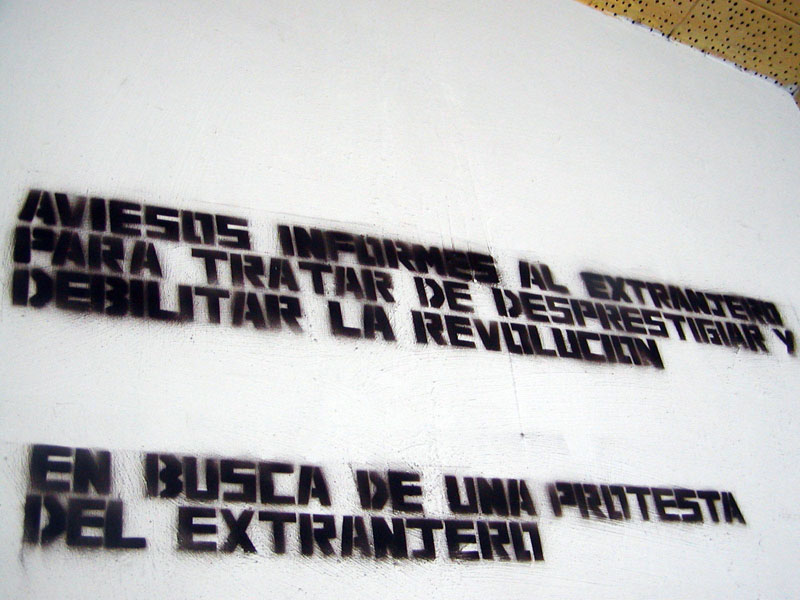 AVIESOS INFORMES AL EXTRANJERO
PARA TRATAR DE DESPRESTIGIAR Y
DEBILITAR LA REVOLUCION
EN BUSCA DE UNA PROTESTA
DEL EXTRANJERO